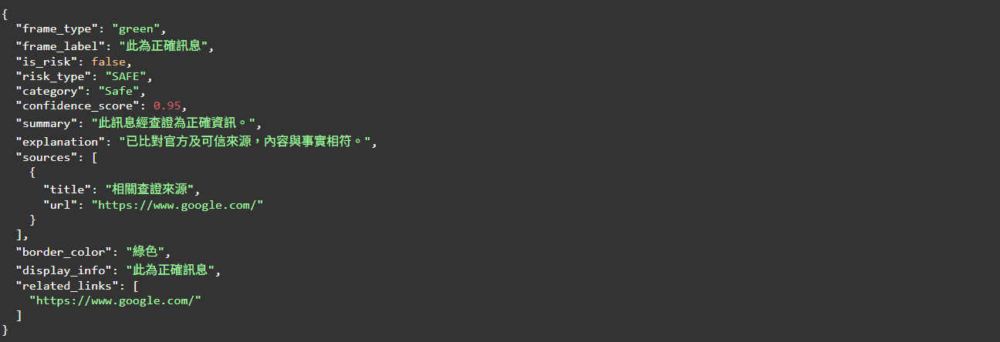 {
  "frame_type": "green",
  "frame_label": "此為正確訊息",
  "is_risk": false,
  "risk_type": "SAFE",
  "category": "Safe",
  "confidence_score": 0.95,
  "summary": "此訊息經查證為正確資訊。",
  "explanation": "已比對官方及可信來源，內容與事實相符。",
  "sources": [
    {
      "title": "相關查證來源",
      "url": "https://www.google.com/"
    }
  ],
  "border_color": "綠色",
  "display_info": "此為正確訊息",
  "related_links": [
    "https://www.google.com/"
  ]
}